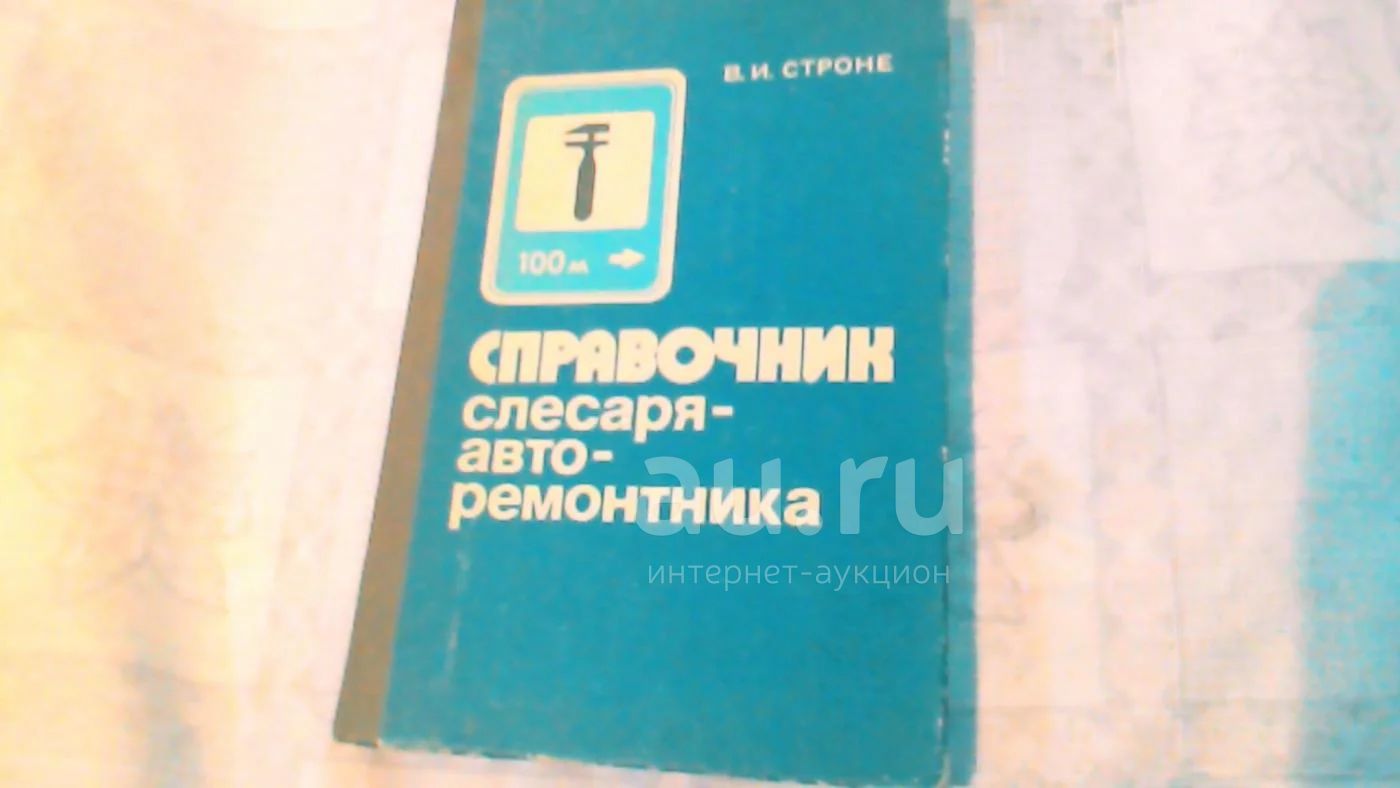 В. И. СТРОНЕ
100 м
СПРАВОЧНИК
слесаря-
авто-
ремонтника
au.ru
интернет-аукцион